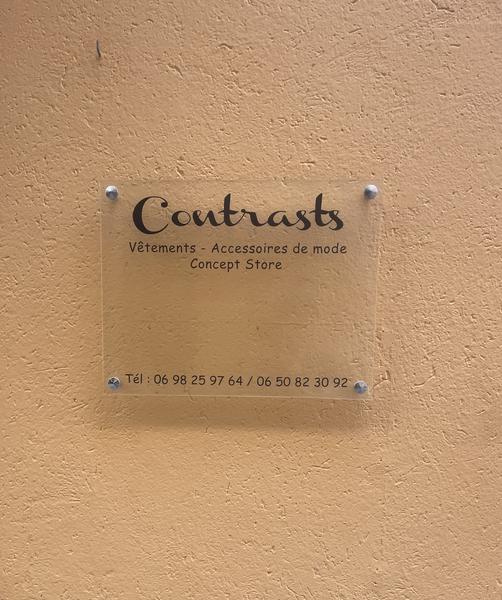 Contrasts
Vêtements - Accessoires de mode
Concept Store
Tél : 06 98 25 97 64 / 06 50 82 30 92